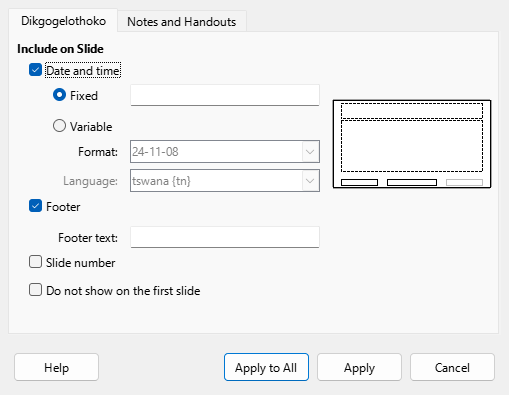 Dikgogelothoko
Notes and Handouts
Include on Slide
Date and time
Fixed
Variable
Format: 24-11-08
Language: tswana {tn}
Footer
Footer text:
Slide number
Do not show on the first slide
Help
Apply to All
Apply
Cancel